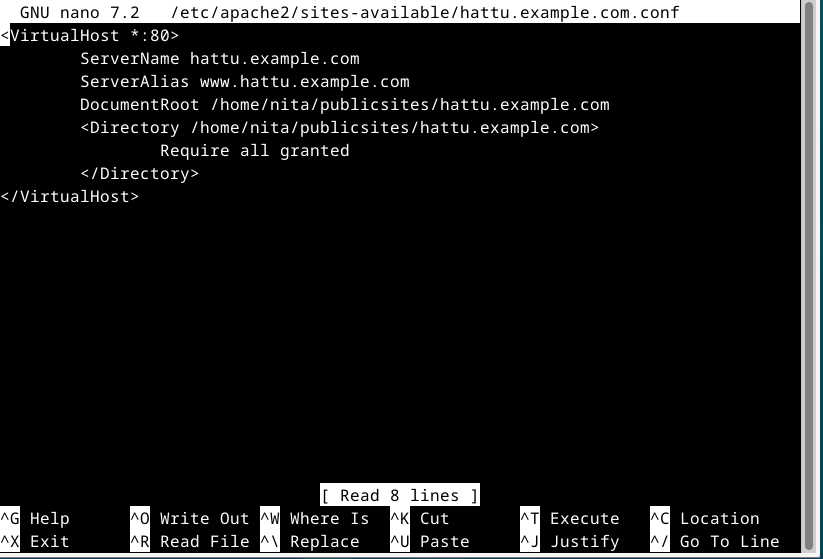 GNU nano 7.2   /etc/apache2/sites-available/hattu.example.com.conf
<VirtualHost *:80>
        ServerName hattu.example.com
        ServerAlias www.hattu.example.com
        DocumentRoot /home/nita/publicsites/hattu.example.com
        <Directory /home/nita/publicsites/hattu.example.com>
                Require all granted
        </Directory>
</VirtualHost>
[ Read 8 lines ]
^G Help      ^O Write Out ^W Where Is  ^K Cut       ^T Execute   ^C Location
^X Exit      ^R Read File ^\ Replace   ^U Paste     ^J Justify   ^/ Go To Line